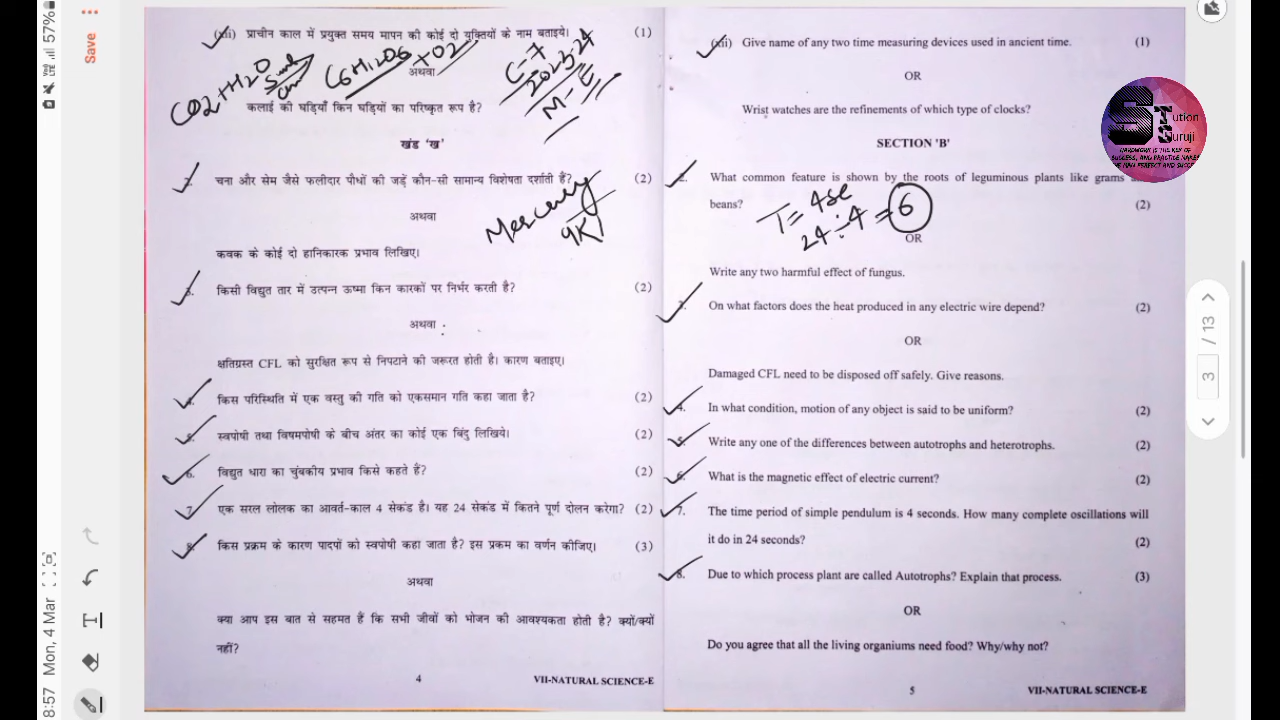 (xii) प्राचीन काल में प्रयुक्त समय मापन की कोई दो युक्तियों के नाम बताइये। (1)
अथवा
कलाई की घड़ियाँ किन घड़ियों का परिष्कृत रूप है?
खंड 'ख'
चना और सेम जैसे फलीदार पौधों की जड़ें कौन-सी सामान्य विशेषता दर्शाती है? (2)
अथवा
कवक के कोई दो हानिकारक प्रभाव लिखिए।
3. किसी विद्युत तार में उत्पन्न ऊष्मा किन कारकों पर निर्भर करती है? (2)
अथवा :
क्षतिग्रस्त CFL को सुरक्षित रूप से निपटाने की जरूरत होती है। कारण बताइए।
4. किस परिस्थिति में एक वस्तु की गति को एकसमान गति कहा जाता है? (2)
5. स्वपोषी तथा विषमपोषी के बीच अंतर का कोई एक बिंदु लिखिये। (2)
6. विद्युत धारा का चुंबकीय प्रभाव किसे कहते हैं? (2)
7. एक सरल लोलक का आवर्त-काल 4 सेकंड है। यह 24 सेकंड में कितने पूर्ण दोलन करेगा? (2)
8. किस प्रक्रम के कारण पादपों को स्वपोषी कहा जाता है? इस प्रकम का वर्णन कीजिए। (3)
अथवा
क्या आप इस बात से सहमत हैं कि सभी जीवों को भोजन की आवश्यकता होती है? क्यों/क्यों
नहीं?
4 VII-NATURAL SCIENCE-E
CO2+H2O C6H12O6 +O2
C-7
2023-24
M-E
Mercury
(xii) Give name of any two time measuring devices used in ancient time. (1)
OR
Wrist watches are the refinements of which type of clocks?
SECTION 'B'
2. What common feature is shown by the roots of leguminous plants like grams
beans? (2)
T= 4se
24÷4 = 6
OR
Write any two harmful effect of fungus.
On what factors does the heat produced in any electric wire depend? (2)
OR
Damaged CFL need to be disposed off safely. Give reasons.
4. In what condition, motion of any object is said to be uniform? (2)
5. Write any one of the differences between autotrophs and heterotrophs. (2)
6. What is the magnetic effect of electric current? (2)
7. The time period of simple pendulum is 4 seconds. How many complete oscillations will
it do in 24 seconds? (2)
8. Due to which process plant are called Autotrophs? Explain that process. (3)
OR
Do you agree that all the living organiums need food? Why/why not?
5 VII-NATURAL SCIENCE-E
STution
Guruji
HARDWORK IS THE KEY OF
SUCCESS, AND PRACTICE MAKES
Save
57%
3 / 13
8:57 Mon, 4 Mar